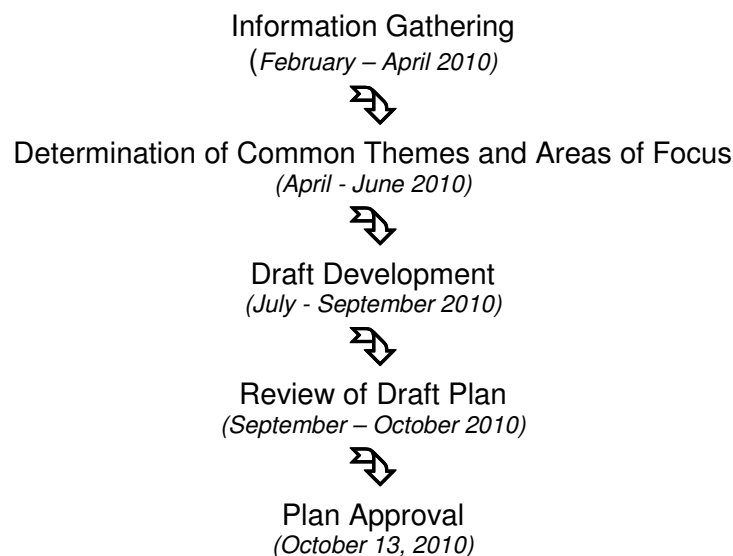 Information Gathering
(February – April 2010)
Determination of Common Themes and Areas of Focus
(April - June 2010)
Draft Development
(July - September 2010)
Review of Draft Plan
(September – October 2010)
Plan Approval
(October 13, 2010)